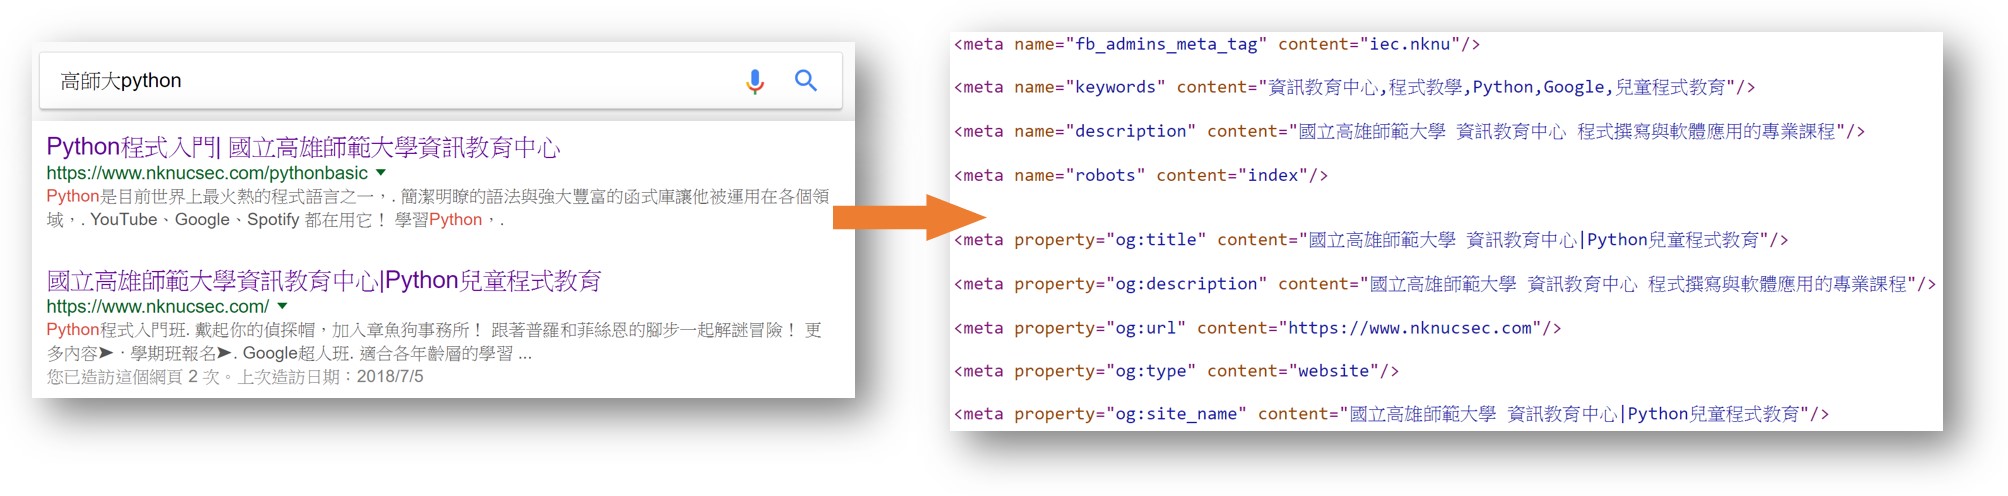 高師大python
Python程式入門| 國立高雄師範大學資訊教育中心
https://www.nknucsec.com/pythonbasic
Python是目前世界上最火熱的程式語言之一，. 簡潔明瞭的語法與強大豐富的函式庫讓他被運用在各個領
域，. YouTube、Google、Spotify 都在用它！ 學習Python，.
國立高雄師範大學資訊教育中心|Python兒童程式教育
https://www.nknucsec.com/
Python程式入門班. 戴起你的偵探帽，加入章魚狗事務所！ 跟著普羅和菲絲恩的腳步一起解謎冒險！ 更
多內容➤ · 學期班報名➤. Google超人班. 適合各年齡層的學習 ...
您已造訪這個網頁 2 次。上次造訪日期：2018/7/5
<meta name="fb_admins_meta_tag" content="iec.nknu"/>
<meta name="keywords" content="資訊教育中心,程式教學,Python,Google,兒童程式教育"/>
<meta name="description" content="國立高雄師範大學 資訊教育中心 程式撰寫與軟體應用的專業課程"/>
<meta name="robots" content="index"/>
<meta property="og:title" content="國立高雄師範大學 資訊教育中心|Python兒童程式教育"/>
<meta property="og:description" content="國立高雄師範大學 資訊教育中心 程式撰寫與軟體應用的專業課程"/>
<meta property="og:url" content="https://www.nknucsec.com"/>
<meta property="og:type" content="website"/>
<meta property="og:site_name" content="國立高雄師範大學 資訊教育中心|Python兒童程式教育"/>